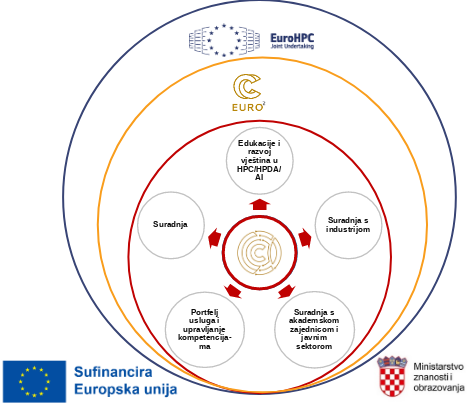 EuroHPC
Joint Undertaking
EURO²
Edukacije i
razvoj
vještina u
HPC/HPDA/
AI
Suradnja
Suradnja s
industrijom
Portfelj
usluga i
upravljanje
kompetencija-
ma
Suradnja s
akademskom
zajednicom i
javnim
sektorom
Sufinancira
Europska unija
Ministarstvo
znanosti i
obrazovanja